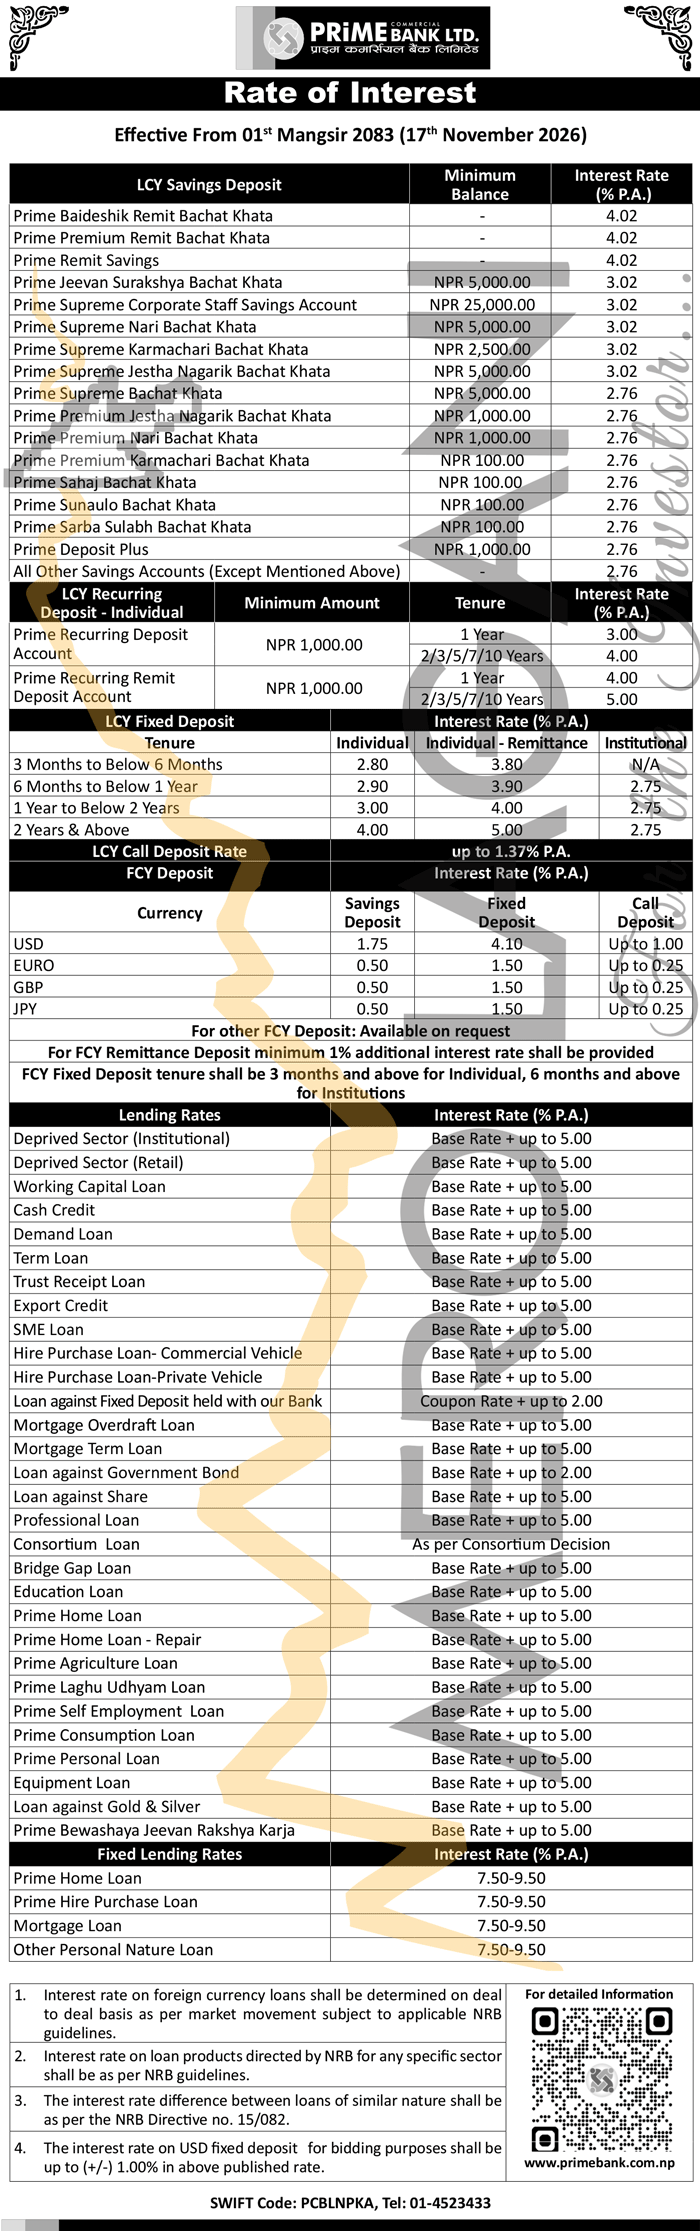 COMMERCIAL
PRIME BANK LTD.
प्राइम कमर्सियल बैंक लिमिटेड
Rate of Interest
Effective From 01st Mangsir 2083 (17th November 2026)
LCY Savings Deposit Minimum Balance Interest Rate (% P.A.)
Prime Baideshik Remit Bachat Khata - 4.02
Prime Premium Remit Bachat Khata - 4.02
Prime Remit Savings - 4.02
Prime Jeevan Surakshya Bachat Khata NPR 5,000.00 3.02
Prime Supreme Corporate Staff Savings Account NPR 25,000.00 3.02
Prime Supreme Nari Bachat Khata NPR 5,000.00 3.02
Prime Supreme Karmachari Bachat Khata NPR 2,500.00 3.02
Prime Supreme Jestha Nagarik Bachat Khata NPR 5,000.00 3.02
Prime Supreme Bachat Khata NPR 5,000.00 2.76
Prime Premium Jestha Nagarik Bachat Khata NPR 1,000.00 2.76
Prime Premium Nari Bachat Khata NPR 1,000.00 2.76
Prime Premium Karmachari Bachat Khata NPR 100.00 2.76
Prime Sahaj Bachat Khata NPR 100.00 2.76
Prime Sunaulo Bachat Khata NPR 100.00 2.76
Prime Sarba Sulabh Bachat Khata NPR 100.00 2.76
Prime Deposit Plus NPR 1,000.00 2.76
All Other Savings Accounts (Except Mentioned Above) - 2.76
LCY Recurring Deposit - Individual Minimum Amount Tenure Interest Rate (% P.A.)
Prime Recurring Deposit Account NPR 1,000.00 1 Year 3.00
2/3/5/7/10 Years 4.00
Prime Recurring Remit Deposit Account NPR 1,000.00 1 Year 4.00
2/3/5/7/10 Years 5.00
LCY Fixed Deposit Interest Rate (% P.A.)
Tenure Individual Individual - Remittance Institutional
3 Months to Below 6 Months 2.80 3.80 N/A
6 Months to Below 1 Year 2.90 3.90 2.75
1 Year to Below 2 Years 3.00 4.00 2.75
2 Years & Above 4.00 5.00 2.75
LCY Call Deposit Rate up to 1.37% P.A.
FCY Deposit Interest Rate (% P.A.)
Currency Savings Deposit Fixed Deposit Call Deposit
USD 1.75 4.10 Up to 1.00
EURO 0.50 1.50 Up to 0.25
GBP 0.50 1.50 Up to 0.25
JPY 0.50 1.50 Up to 0.25
For other FCY Deposit: Available on request
For FCY Remittance Deposit minimum 1% additional interest rate shall be provided
FCY Fixed Deposit tenure shall be 3 months and above for Individual, 6 months and above
for Institutions
Lending Rates Interest Rate (% P.A.)
Deprived Sector (Institutional) Base Rate + up to 5.00
Deprived Sector (Retail) Base Rate + up to 5.00
Working Capital Loan Base Rate + up to 5.00
Cash Credit Base Rate + up to 5.00
Demand Loan Base Rate + up to 5.00
Term Loan Base Rate + up to 5.00
Trust Receipt Loan Base Rate + up to 5.00
Export Credit Base Rate + up to 5.00
SME Loan Base Rate + up to 5.00
Hire Purchase Loan- Commercial Vehicle Base Rate + up to 5.00
Hire Purchase Loan-Private Vehicle Base Rate + up to 5.00
Loan against Fixed Deposit held with our Bank Coupon Rate + up to 2.00
Mortgage Overdraft Loan Base Rate + up to 5.00
Mortgage Term Loan Base Rate + up to 5.00
Loan against Government Bond Base Rate + up to 2.00
Loan against Share Base Rate + up to 5.00
Professional Loan Base Rate + up to 5.00
Consortium Loan As per Consortium Decision
Bridge Gap Loan Base Rate + up to 5.00
Education Loan Base Rate + up to 5.00
Prime Home Loan Base Rate + up to 5.00
Prime Home Loan - Repair Base Rate + up to 5.00
Prime Agriculture Loan Base Rate + up to 5.00
Prime Laghu Udhyam Loan Base Rate + up to 5.00
Prime Self Employment Loan Base Rate + up to 5.00
Prime Consumption Loan Base Rate + up to 5.00
Prime Personal Loan Base Rate + up to 5.00
Equipment Loan Base Rate + up to 5.00
Loan against Gold & Silver Base Rate + up to 5.00
Prime Bewashaya Jeevan Rakshya Karja Base Rate + up to 5.00
Fixed Lending Rates Interest Rate (% P.A.)
Prime Home Loan 7.50-9.50
Prime Hire Purchase Loan 7.50-9.50
Mortgage Loan 7.50-9.50
Other Personal Nature Loan 7.50-9.50
1. Interest rate on foreign currency loans shall be determined on deal
to deal basis as per market movement subject to applicable NRB
guidelines.
2. Interest rate on loan products directed by NRB for any specific sector
shall be as per NRB guidelines.
3. The interest rate difference between loans of similar nature shall be
as per the NRB Directive no. 15/082.
4. The interest rate on USD fixed deposit for bidding purposes shall be
up to (+/-) 1.00% in above published rate.
For detailed Information
www.primebank.com.np
SWIFT Code: PCBLNPKA, Tel: 01-4523433
MERO LAGANI
For the Investor...